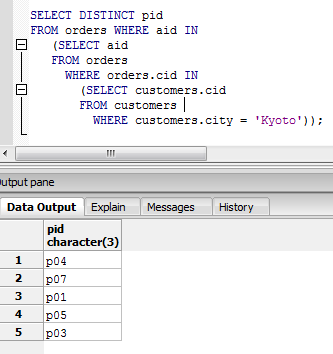 SELECT DISTINCT pid
FROM orders WHERE aid IN
(SELECT aid
FROM orders
WHERE orders.cid IN
(SELECT customers.cid
FROM customers
WHERE customers.city = 'Kyoto'));
utput pane
Data Output Explain Messages History
pid
character(3)
1 p04
2 p07
3 p01
4 p05
5 p03